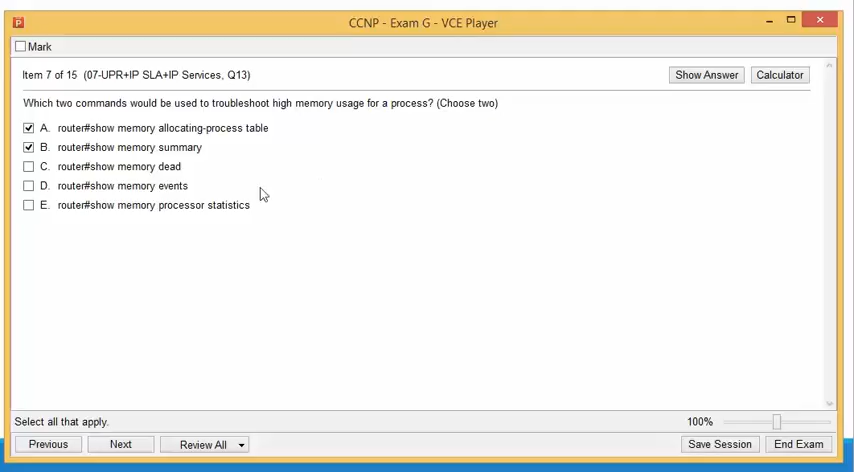 CCNP - Exam G - VCE Player
Mark
Item 7 of 15 (07-UPR+IP SLA+IP Services, Q13)
Show Answer
Calculator
Which two commands would be used to troubleshoot high memory usage for a process? (Choose two)
A. router#show memory allocating-process table
B. router#show memory summary
C. router#show memory dead
D. router#show memory events
E. router#show memory processor statistics
Select all that apply.
100%
Previous
Next
Review All
Save Session
End Exam